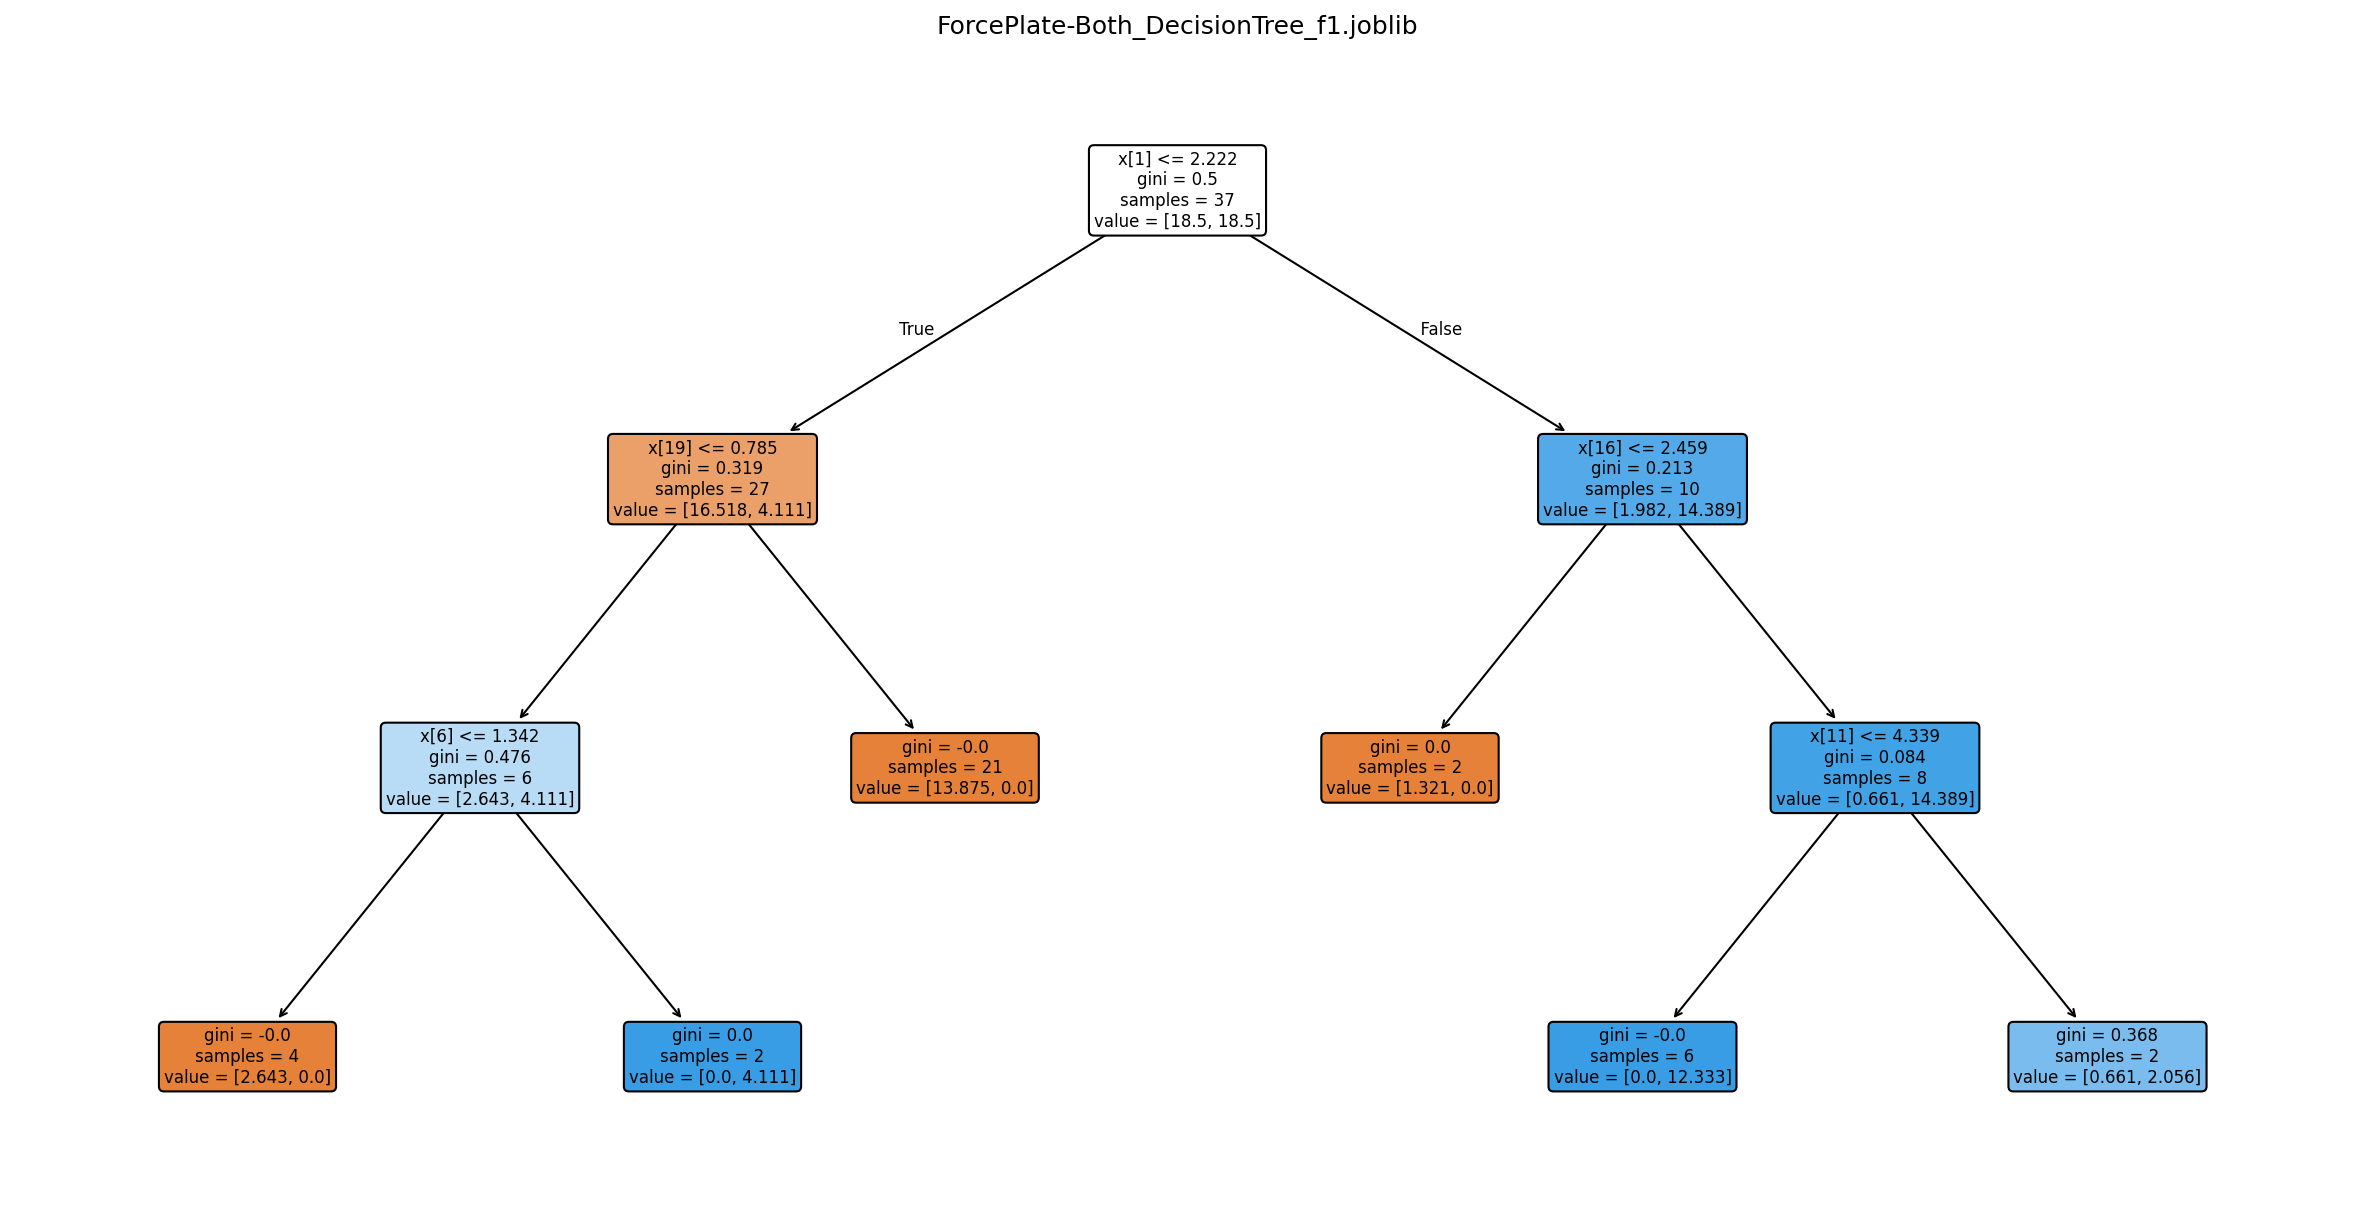 ForcePlate-Both_DecisionTree_f1.joblib
x[1] <= 2.222
gini = 0.5
samples = 37
value = [18.5, 18.5]
True
False
x[19] <= 0.785
gini = 0.319
samples = 27
value = [16.518, 4.111]
x[16] <= 2.459
gini = 0.213
samples = 10
value = [1.982, 14.389]
x[6] <= 1.342
gini = 0.476
samples = 6
value = [2.643, 4.111]
gini = -0.0
samples = 21
value = [13.875, 0.0]
gini = 0.0
samples = 2
value = [1.321, 0.0]
x[11] <= 4.339
gini = 0.084
samples = 8
value = [0.661, 14.389]
gini = -0.0
samples = 4
value = [2.643, 0.0]
gini = 0.0
samples = 2
value = [0.0, 4.111]
gini = -0.0
samples = 6
value = [0.0, 12.333]
gini = 0.368
samples = 2
value = [0.661, 2.056]